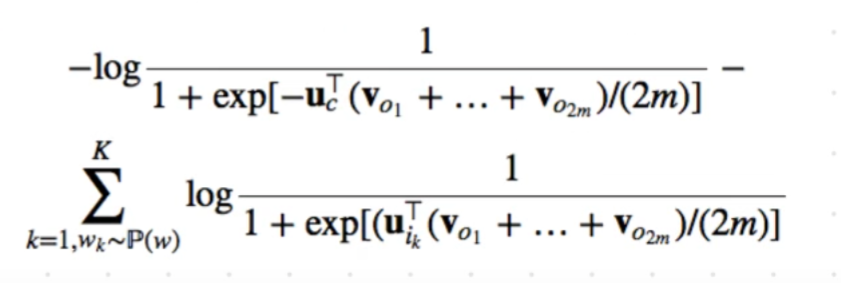 −log 1 / (1 + exp[−u_c^⊤ (v_{o_1} + … + v_{o_{2m}})/(2m)]) −
∑_{k=1,w_k∼ℙ(w)}^{K} log 1 / (1 + exp[(u_{i_k}^⊤ (v_{o_1} + … + v_{o_{2m}})/(2m)])